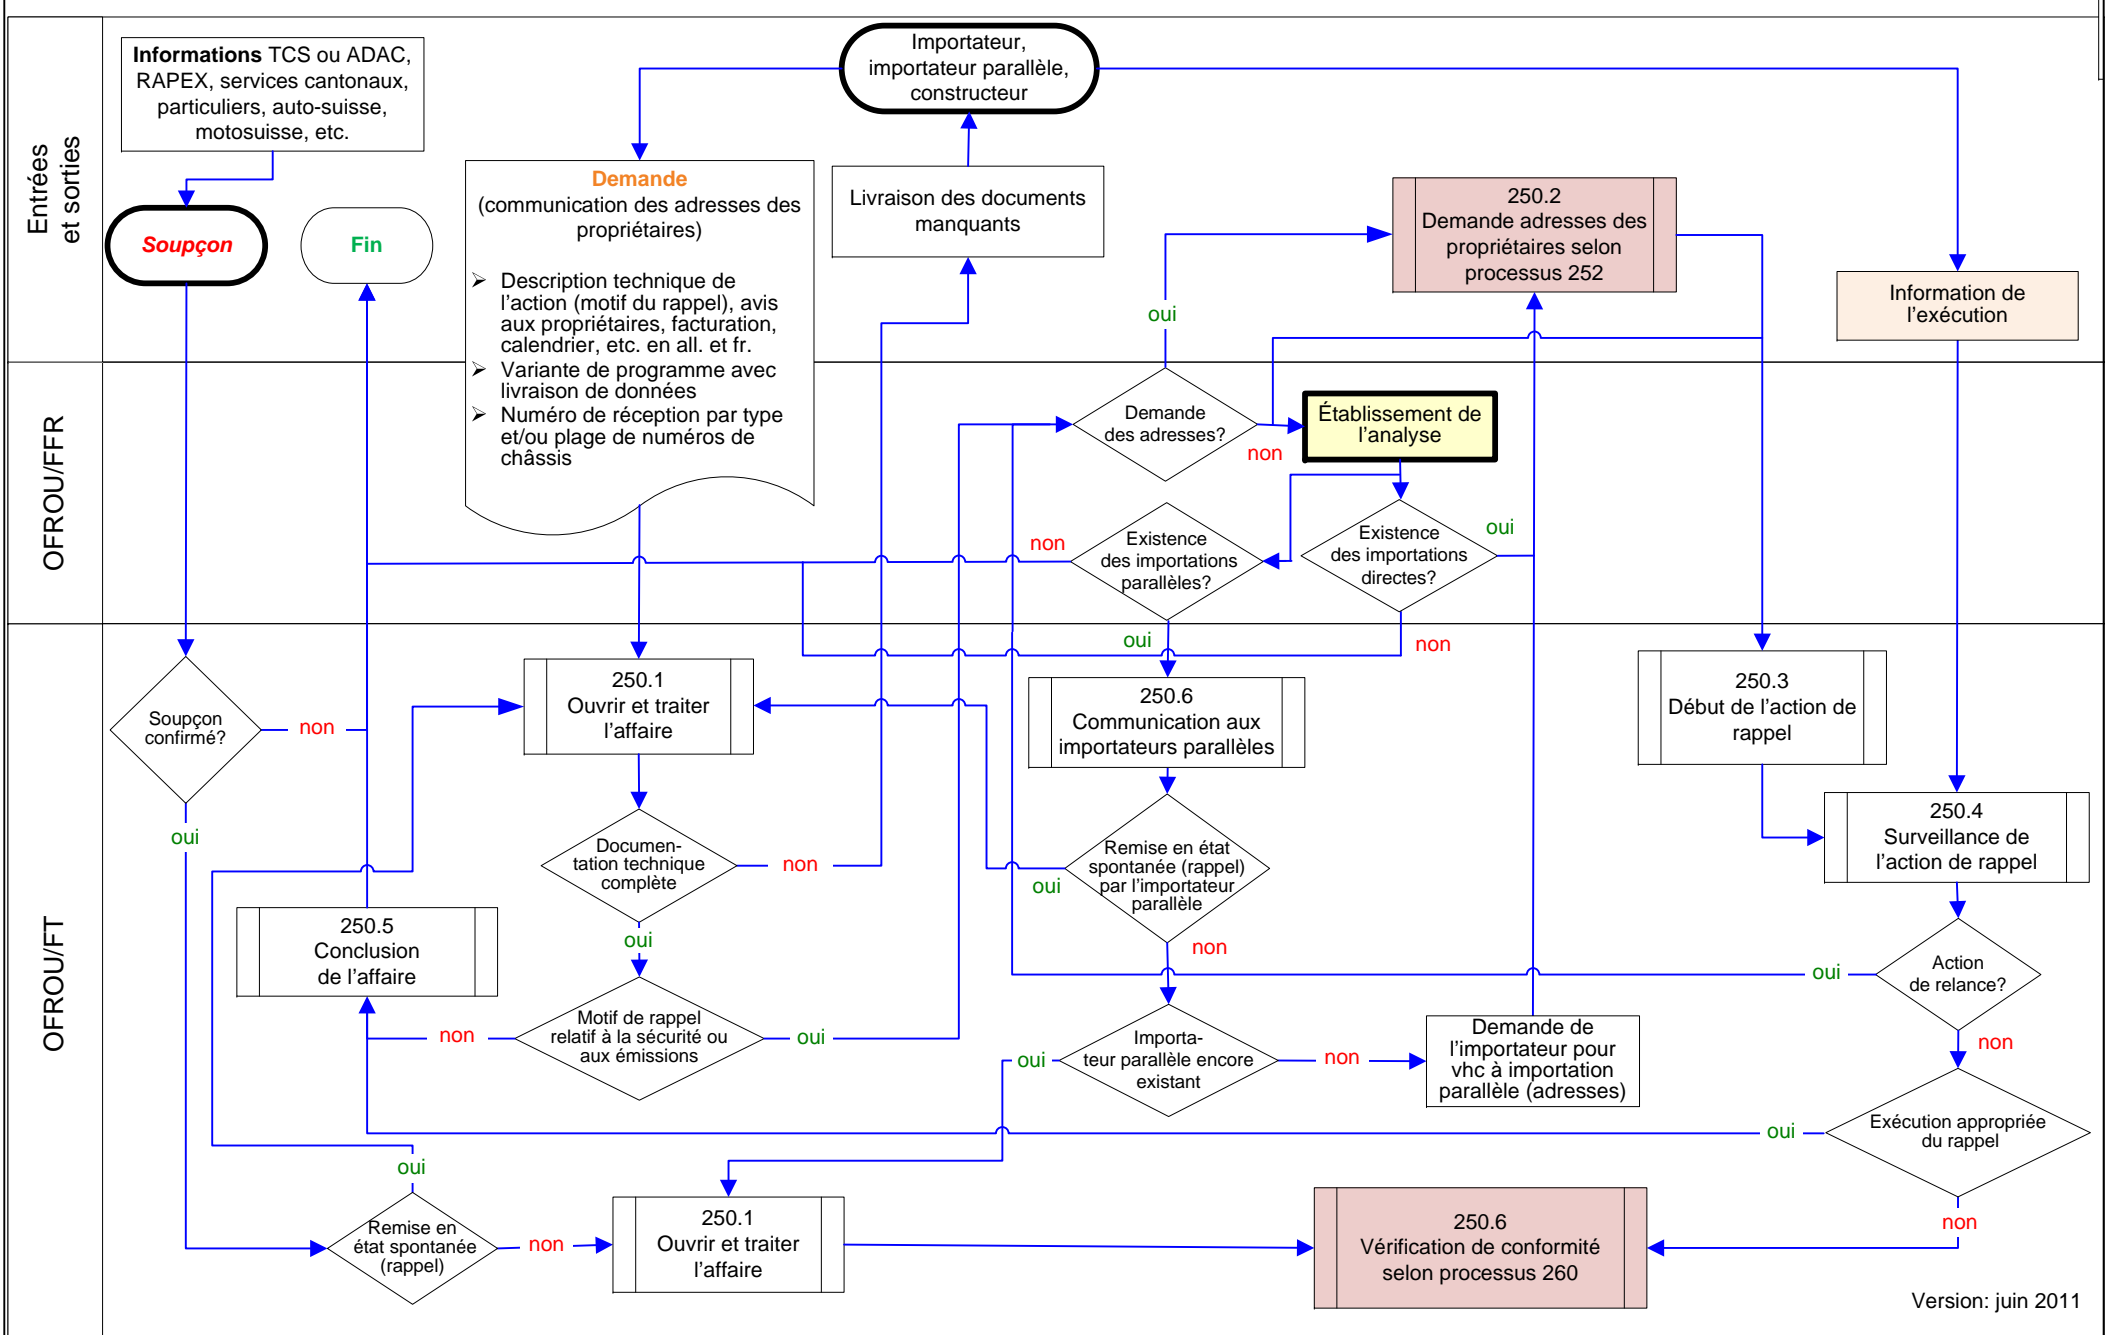 Entrées
et sorties
Informations TCS ou ADAC,
RAPEX, services cantonaux,
particuliers, auto-suisse,
motosuisse, etc.
Soupçon
Fin
Demande
(communication des adresses des
propriétaires)
➢ Description technique de
l’action (motif du rappel), avis
aux propriétaires, facturation,
calendrier, etc. en all. et fr.
➢ Variante de programme avec
livraison de données
➢ Numéro de réception par type
et/ou plage de numéros de
châssis
Importateur,
importateur parallèle,
constructeur
Livraison des documents
manquants
250.2
Demande adresses des
propriétaires selon
processus 252
Information de
l’exécution
oui
OFROU/FFR
Demande
des adresses?
non
Établissement de
l’analyse
Existence
des importations
parallèles?
non
oui
Existence
des importations
directes?
oui
non
OFROU/FT
Soupçon
confirmé?
non
oui
250.1
Ouvrir et traiter
l’affaire
250.6
Communication aux
importateurs parallèles
250.3
Début de l’action de
rappel
250.4
Surveillance de
l’action de rappel
Documen-
tation technique
complète
non
oui
Remise en état
spontanée (rappel)
par l’importateur
parallèle
oui
non
250.5
Conclusion
de l’affaire
Action
de relance?
oui
non
Motif de rappel
relatif à la sécurité ou
aux émissions
non
oui
Importa-
teur parallèle encore
existant
oui
non
Demande de
l’importateur pour
vhc à importation
parallèle (adresses)
Exécution appropriée
du rappel
oui
non
Remise en
état spontanée
(rappel)
oui
non
250.1
Ouvrir et traiter
l’affaire
250.6
Vérification de conformité
selon processus 260
Version: juin 2011